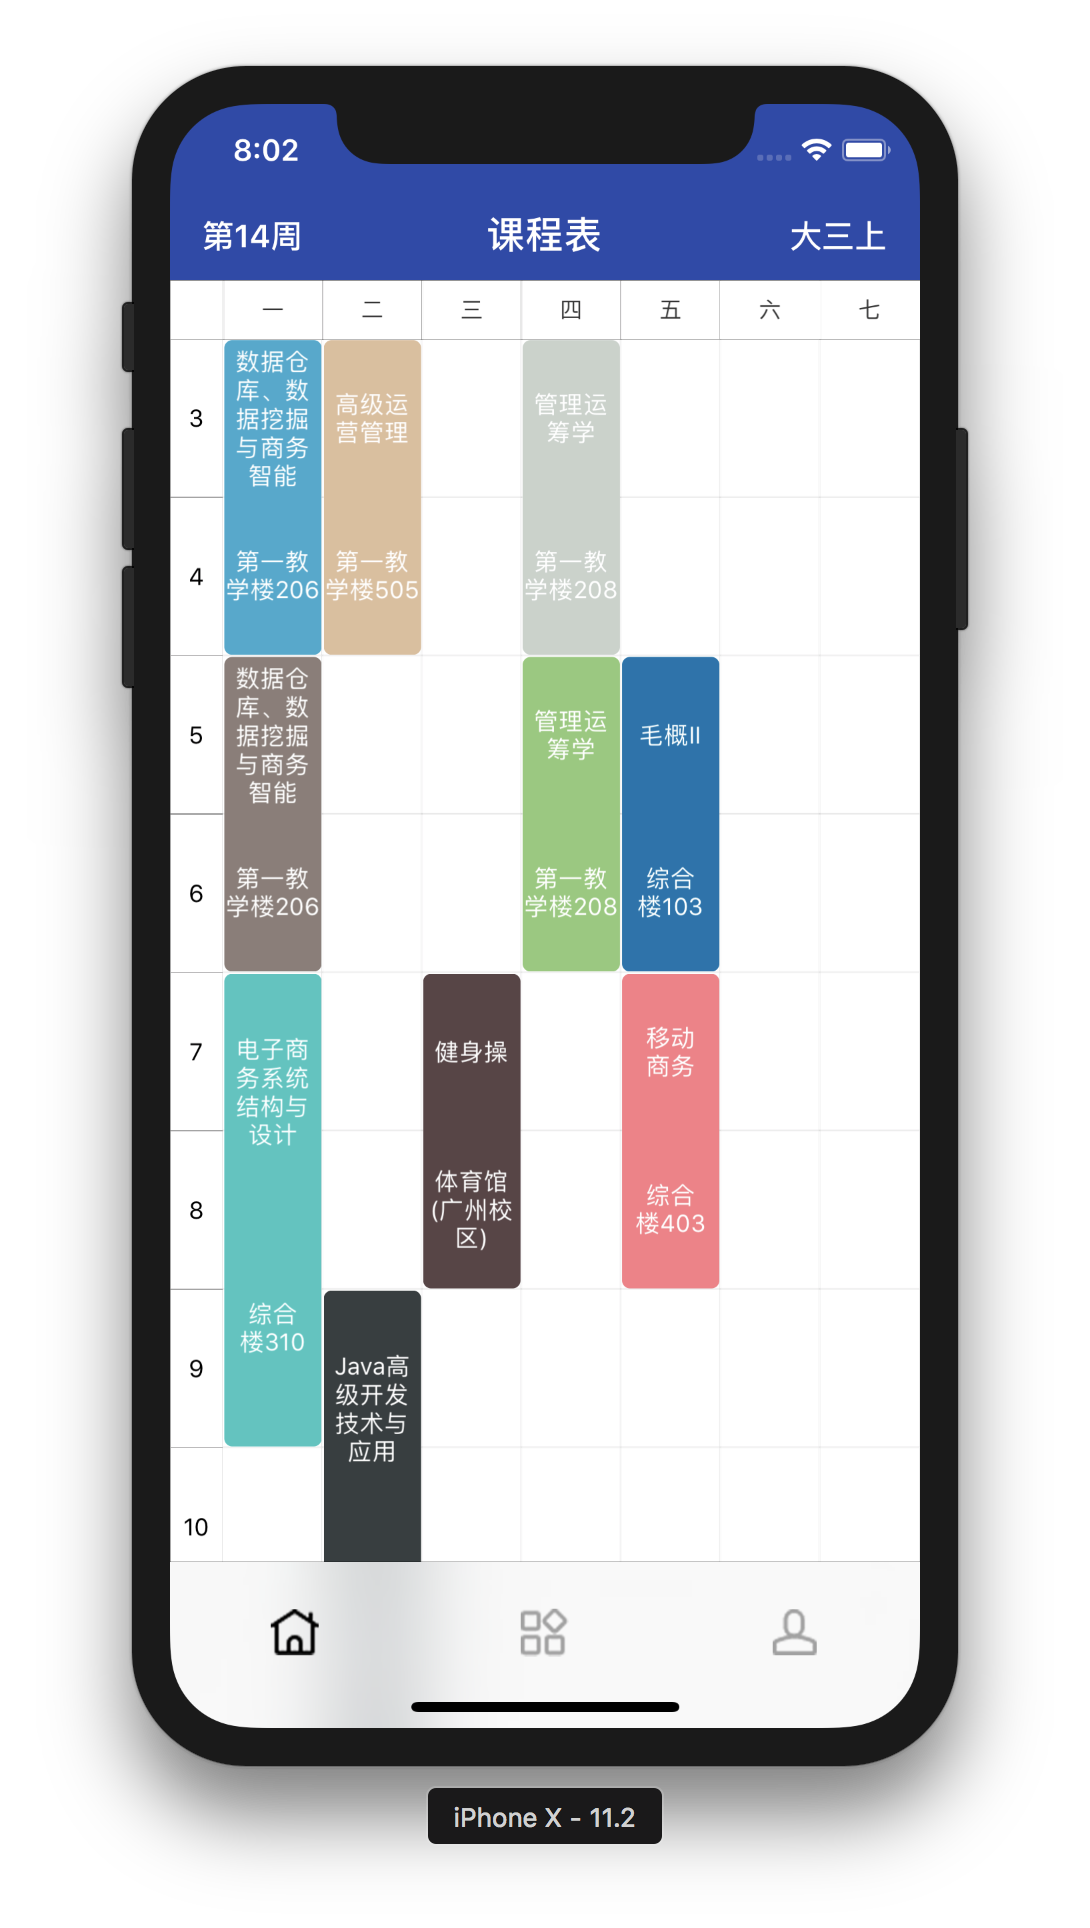 8:02
第14周
课程表
大三上
一
二
三
四
五
六
七
3
数据仓
库、数
据挖掘
与商务
智能
高级运
营管理
管理运
筹学
4
第一教
学楼206
第一教
学楼505
第一教
学楼208
5
数据仓
库、数
据挖掘
与商务
智能
管理运
筹学
毛概II
6
第一教
学楼206
第一教
学楼208
综合
楼103
7
电子商
务系统
结构与
设计
健身操
移动
商务
8
体育馆
(广州校
区)
综合
楼403
9
综合
楼310
Java高
级开发
技术与
应用
10
iPhone X - 11.2